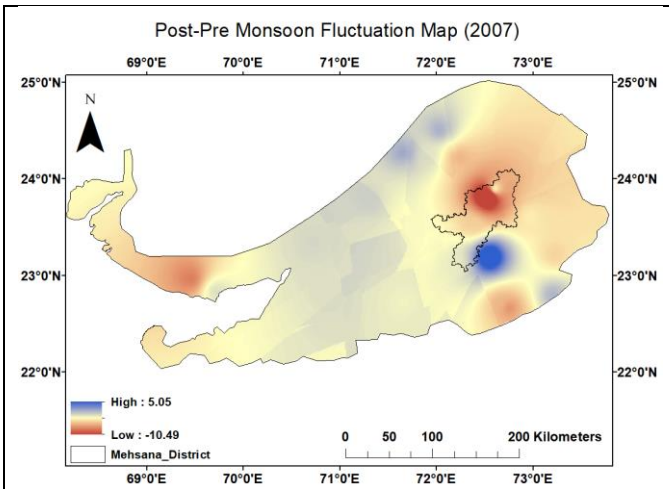 Post-Pre Monsoon Fluctuation Map (2007)
69°0'N 70°0'N 71°0'N 72°0'N 73°0'N
25°0'N 25°0'N
N
24°0'N 24°0'N
23°0'N 23°0'N
22°0'N 22°0'N
High : 5.05
Low : -10.49
Mehsana_District
0 50 100 200 Kilometers
69°0'N 70°0'N 71°0'N 72°0'N 73°0'N